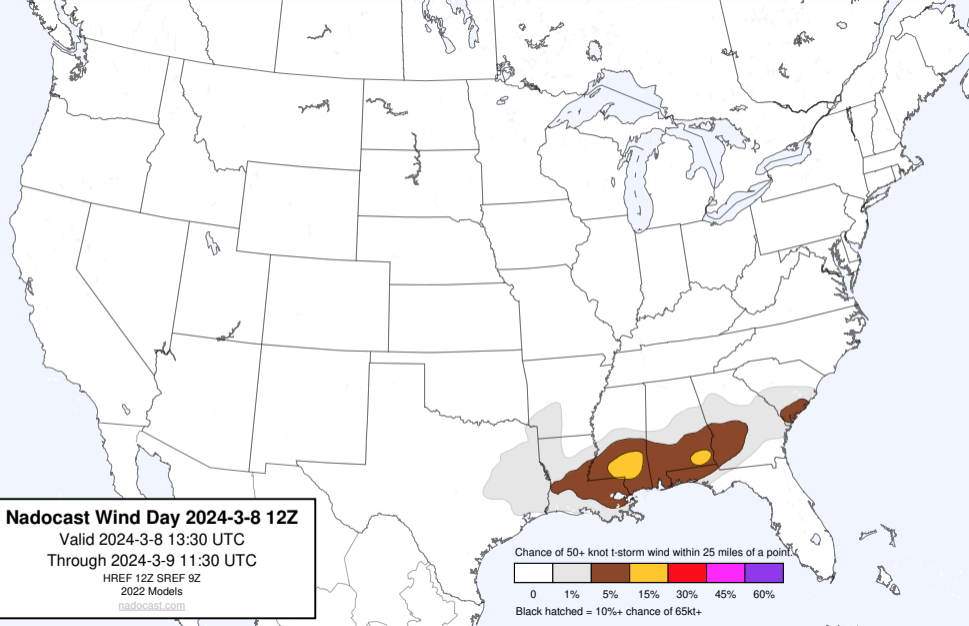 Nadocast Wind Day 2024-3-8 12Z
Valid 2024-3-8 13:30 UTC
Through 2024-3-9 11:30 UTC
HREF 12Z SREF 9Z
2022 Models
nadocast.com
Chance of 50+ knot t-storm wind within 25 miles of a point.
0 1% 5% 15% 30% 45% 60%
Black hatched = 10%+ chance of 65kt+